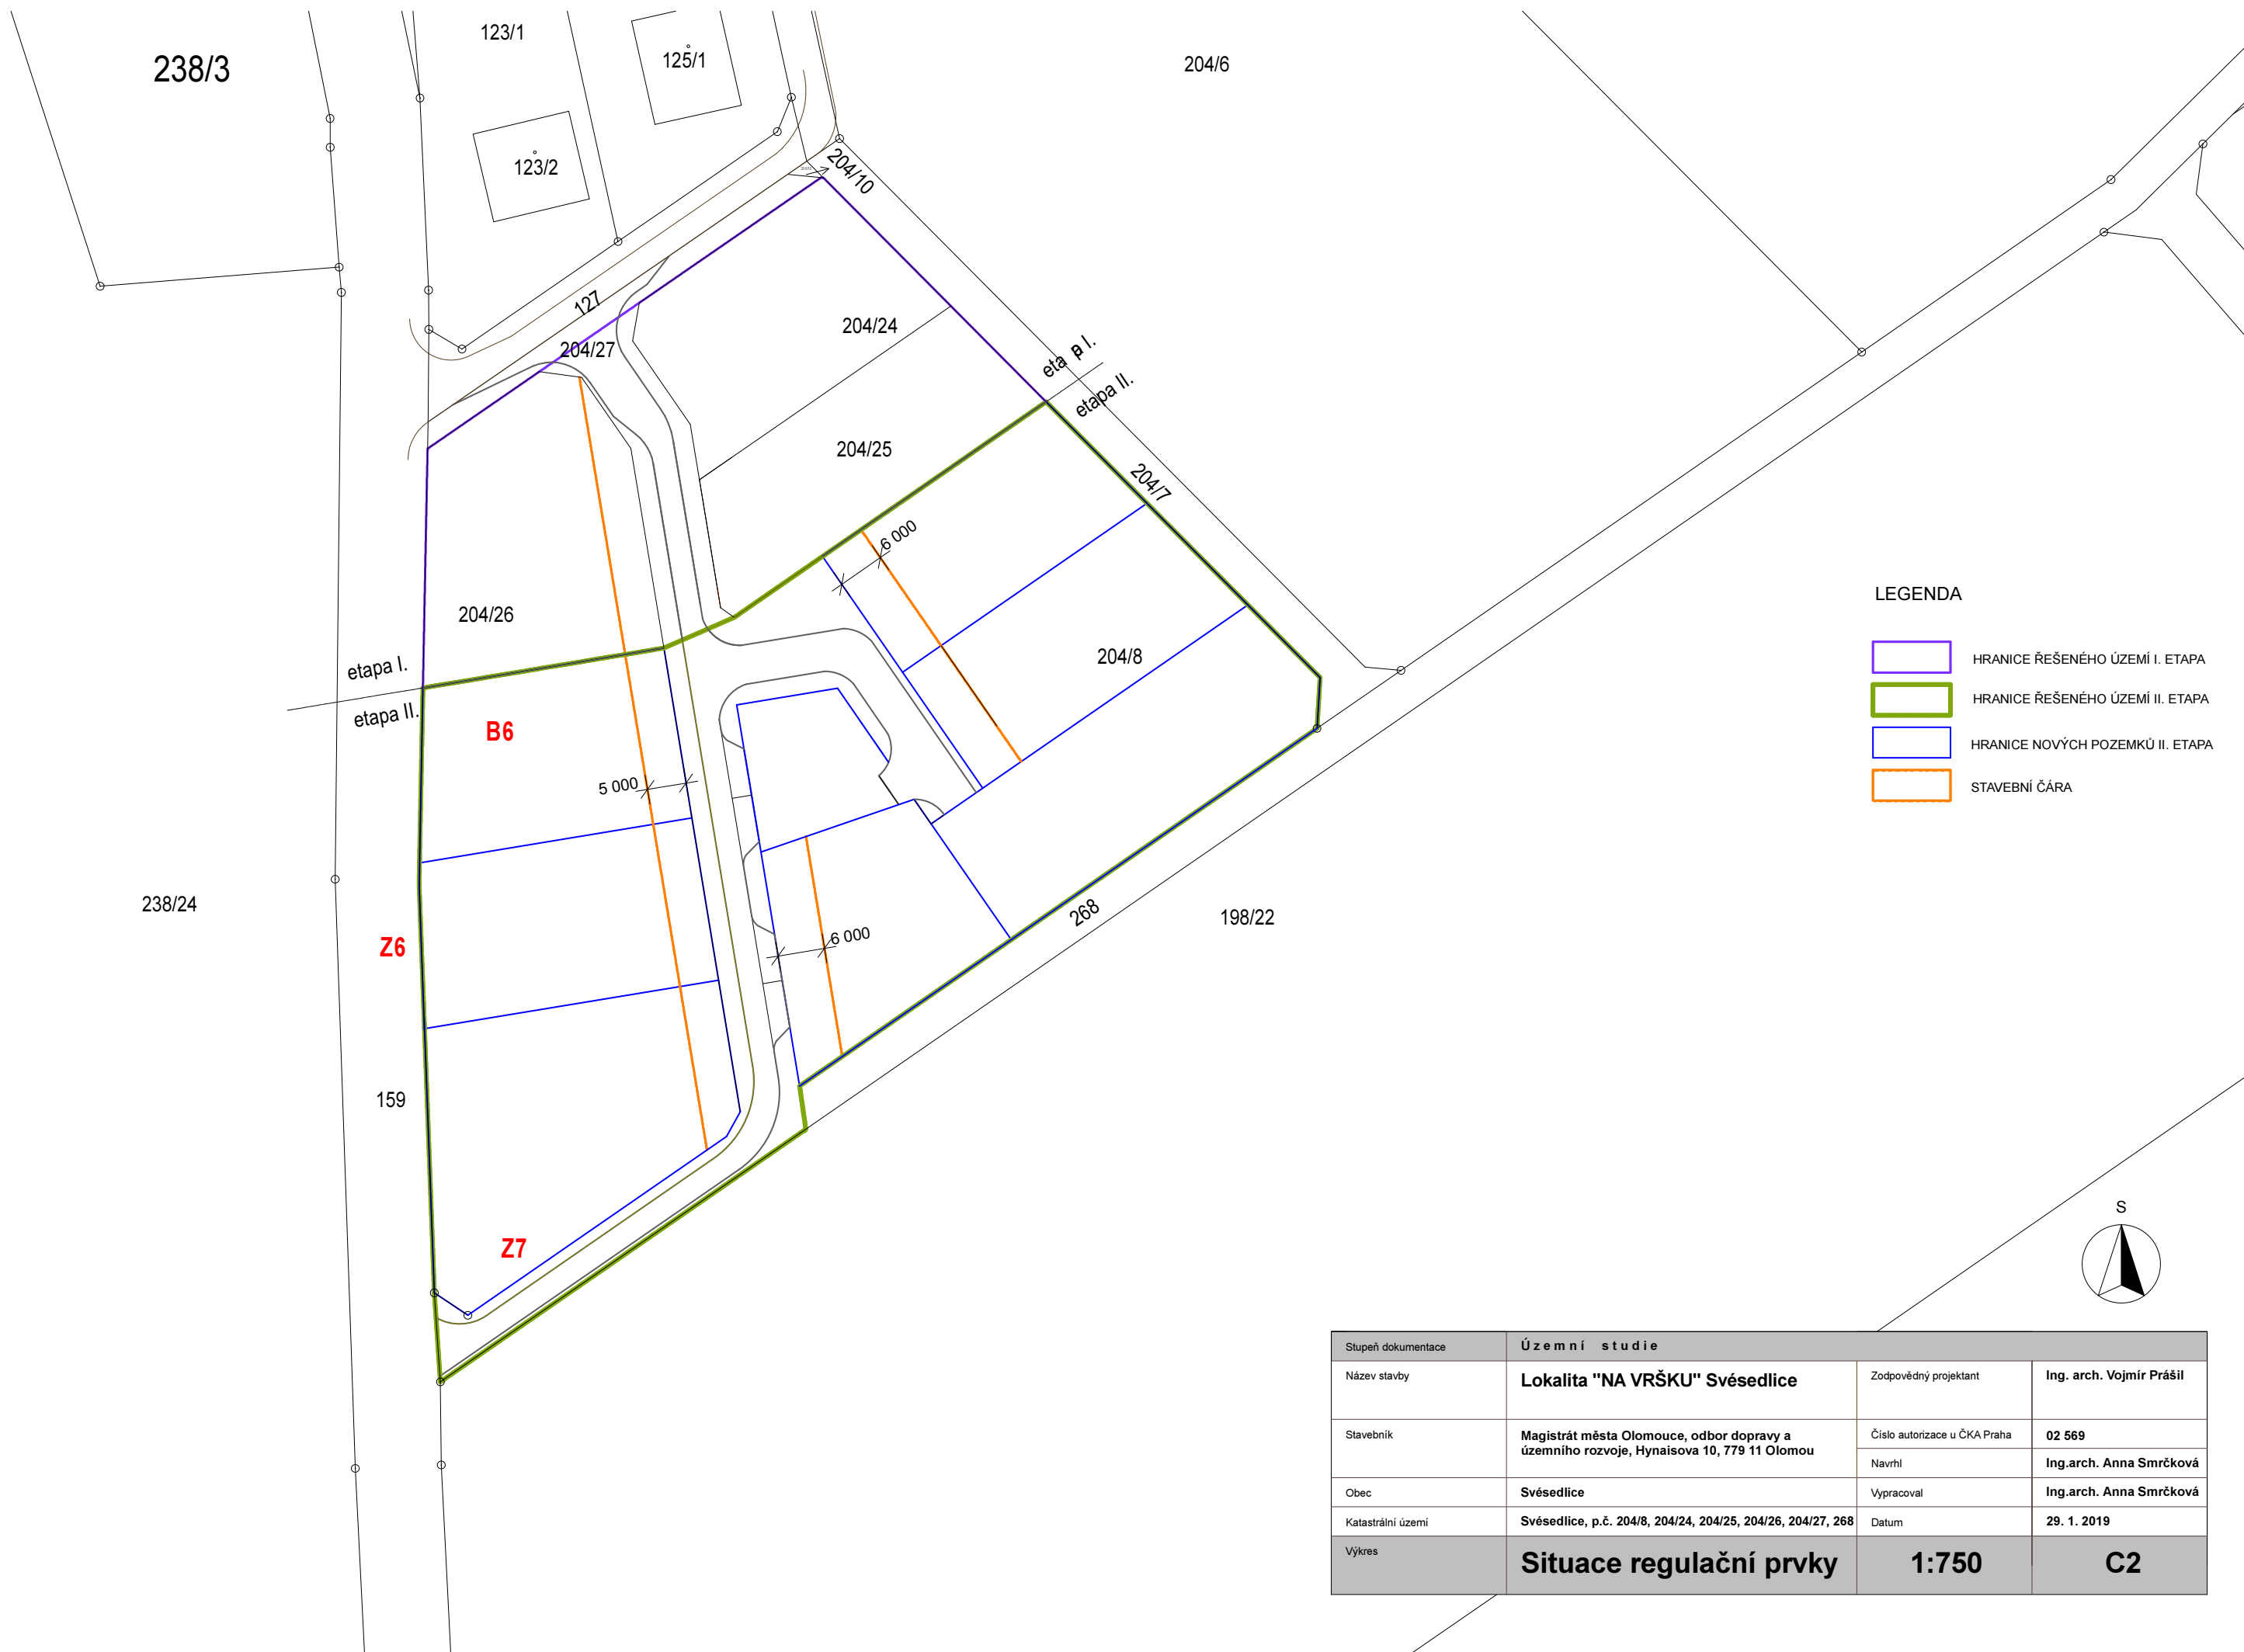 238/3
123/1
125/1
123/2
204/6
204/10
127
204/27
204/24
204/25
etapa I.
etapa II.
204/7
6 000
204/26
204/8
etapa I.
etapa II.
B6
5 000
238/24
Z6
6 000
268
198/22
159
Z7
LEGENDA
HRANICE ŘEŠENÉHO ÚZEMÍ I. ETAPA
HRANICE ŘEŠENÉHO ÚZEMÍ II. ETAPA
HRANICE NOVÝCH POZEMKŮ II. ETAPA
STAVEBNÍ ČÁRA
S
Stupeň dokumentace
Územní studie
Název stavby
Lokalita "NA VRŠKU" Svésedlice
Zodpovědný projektant
Ing. arch. Vojmír Prášil
Stavebník
Magistrát města Olomouce, odbor dopravy a
územního rozvoje, Hynaisova 10, 779 11 Olomou
Číslo autorizace u ČKA Praha
02 569
Navrhl
Ing.arch. Anna Smrčková
Obec
Svésedlice
Vypracoval
Ing.arch. Anna Smrčková
Katastrální území
Svésedlice, p.č. 204/8, 204/24, 204/25, 204/26, 204/27, 268
Datum
29. 1. 2019
Výkres
Situace regulační prvky
1:750
C2